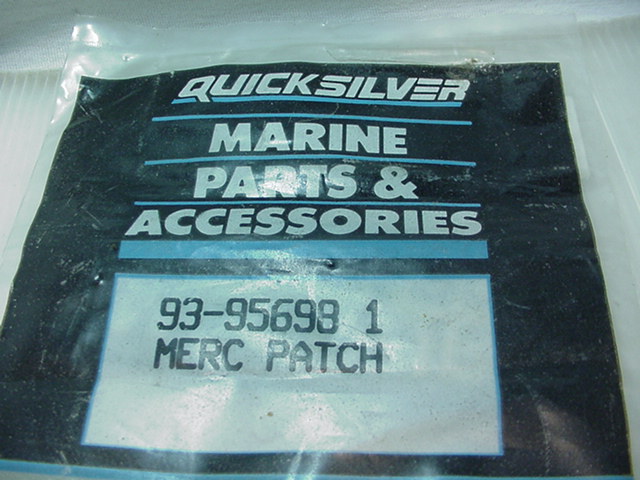 QUICKSILVER
MARINE
PARTS &
ACCESSORIES
93-95698 1
MERC PATCH